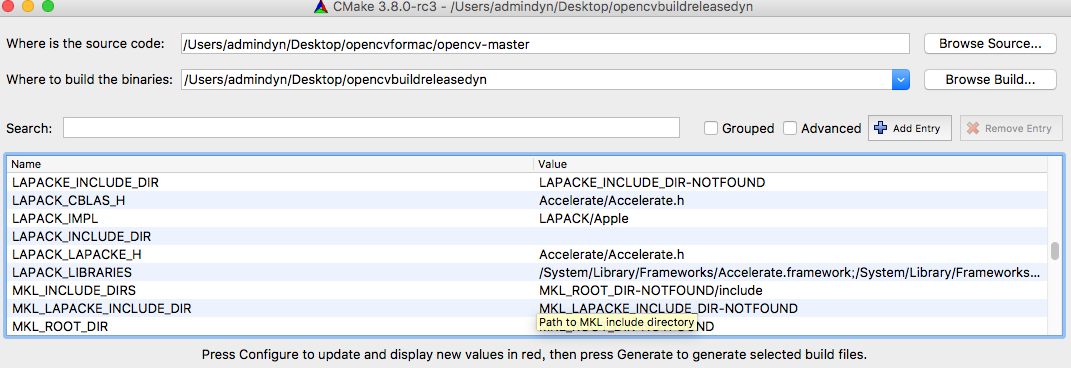 CMake 3.8.0-rc3 - /Users/admindyn/Desktop/opencvbuildreleasedyn
Where is the source code: /Users/admindyn/Desktop/opencvformac/opencv-master Browse Source...
Where to build the binaries: /Users/admindyn/Desktop/opencvbuildreleasedyn Browse Build...
Search: Grouped Advanced Add Entry Remove Entry
Name Value
LAPACKE_INCLUDE_DIR LAPACKE_INCLUDE_DIR-NOTFOUND
LAPACK_CBLAS_H Accelerate/Accelerate.h
LAPACK_IMPL LAPACK/Apple
LAPACK_INCLUDE_DIR
LAPACK_LAPACKE_H Accelerate/Accelerate.h
LAPACK_LIBRARIES /System/Library/Frameworks/Accelerate.framework;/System/Library/Frameworks...
MKL_INCLUDE_DIRS MKL_ROOT_DIR-NOTFOUND/include
MKL_LAPACKE_INCLUDE_DIR MKL_LAPACKE_INCLUDE_DIR-NOTFOUND
Path to MKL include directory
MKL_ROOT_DIR
Press Configure to update and display new values in red, then press Generate to generate selected build files.